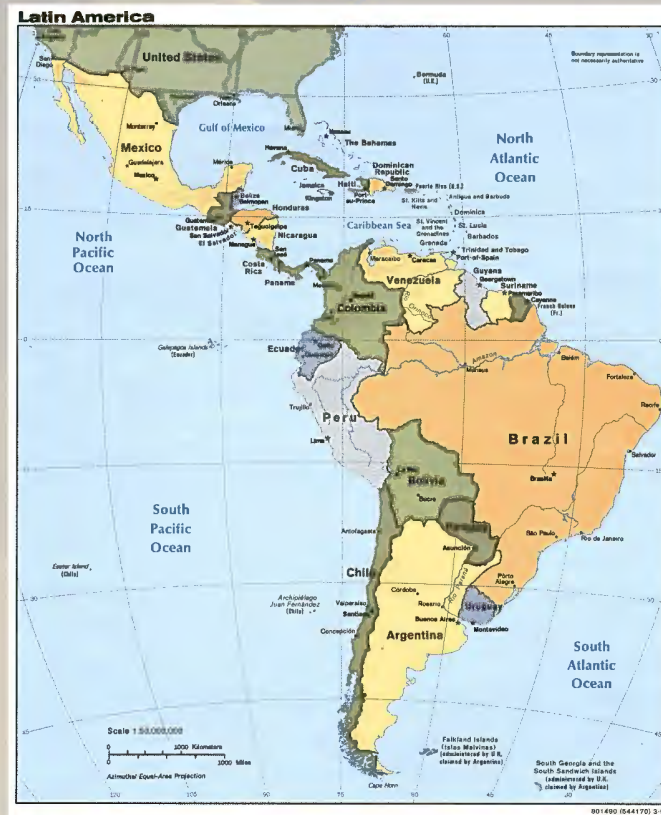 Latin America
United States
San
Diego
Orleans
Bermuda
(U.K.)
Boundary representation is
not necessarily authoritative
Monterrey
Gulf of Mexico
Nassau
The Bahamas
North
Atlantic
Ocean
Mexico
Guadalajara
Mexico
Mérida
Havana
Cuba
Dominican
Republic
Santo
Domingo
Haiti
Port-
au-Prince
Jamaica
Kingston
Puerto Rico (U.S.)
Antigua and Barbuda
St. Kitts and
Nevis
Dominica
St. Lucia
St. Vincent
and the
Grenadines
Barbados
Grenada
Trinidad and Tobago
Port-of-Spain
Belize
Belmopan
Honduras
Tegucigalpa
Guatemala
San Salvador
El Salvador
Nicaragua
Managua
San
José
Costa
Rica
Panama
Panama
Caribbean Sea
North
Pacific
Ocean
Maracaibo
Caracas
Venezuela
Guyana
Georgetown
Suriname
Paramaribo
Cayenne
French Guiana
(Fr.)
Colombia
Galapagos Islands
(Ecuador)
Ecuador
Amazon
Manaus
Belém
Fortaleza
Recife
Trujillo
Peru
Lima
Brazil
Salvador
Brasília
La Paz
Bolivia
Sucre
South
Pacific
Ocean
Antofagasta
Paraguay
Asunción
São Paulo
Rio de Janeiro
Easter Island
(Chile)
Chile
Pôrto
Alegre
Río Paraná
Archipiélago
Juan Fernández
(Chile)
Valparaíso
Santiago
Concepción
Córdoba
Rosario
Buenos Aires
Uruguay
Montevideo
Argentina
South
Atlantic
Ocean
Scale 1:50,000,000
0 1000 Kilometers
0 1000 Miles
Azimuthal Equal-Area Projection
Falkland Islands
(Islas Malvinas)
(administered by U.K.,
claimed by Argentina)
South Georgia and the
South Sandwich Islands
(administered by U.K.
claimed by Argentina)
Cape Horn
801490 (544170) 3-